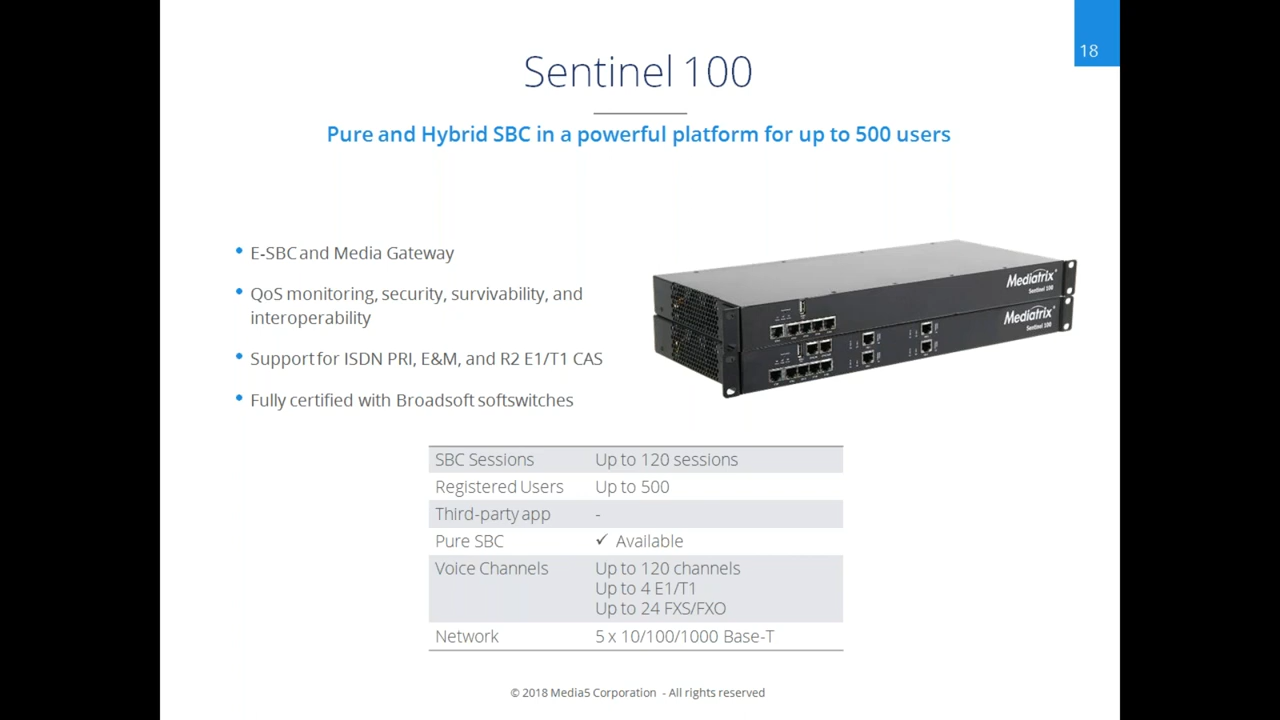 18
Sentinel 100
Pure and Hybrid SBC in a powerful platform for up to 500 users
• E-SBC and Media Gateway
• QoS monitoring, security, survivability, and
interoperability
• Support for ISDN PRI, E&M, and R2 E1/T1 CAS
• Fully certified with Broadsoft softswitches
Mediatrix
Sentinel 100
Mediatrix
Sentinel 100
SBC Sessions Up to 120 sessions
Registered Users Up to 500
Third-party app -
Pure SBC ✓ Available
Voice Channels Up to 120 channels
Up to 4 E1/T1
Up to 24 FXS/FXO
Network 5 x 10/100/1000 Base-T
© 2018 Media5 Corporation - All rights reserved